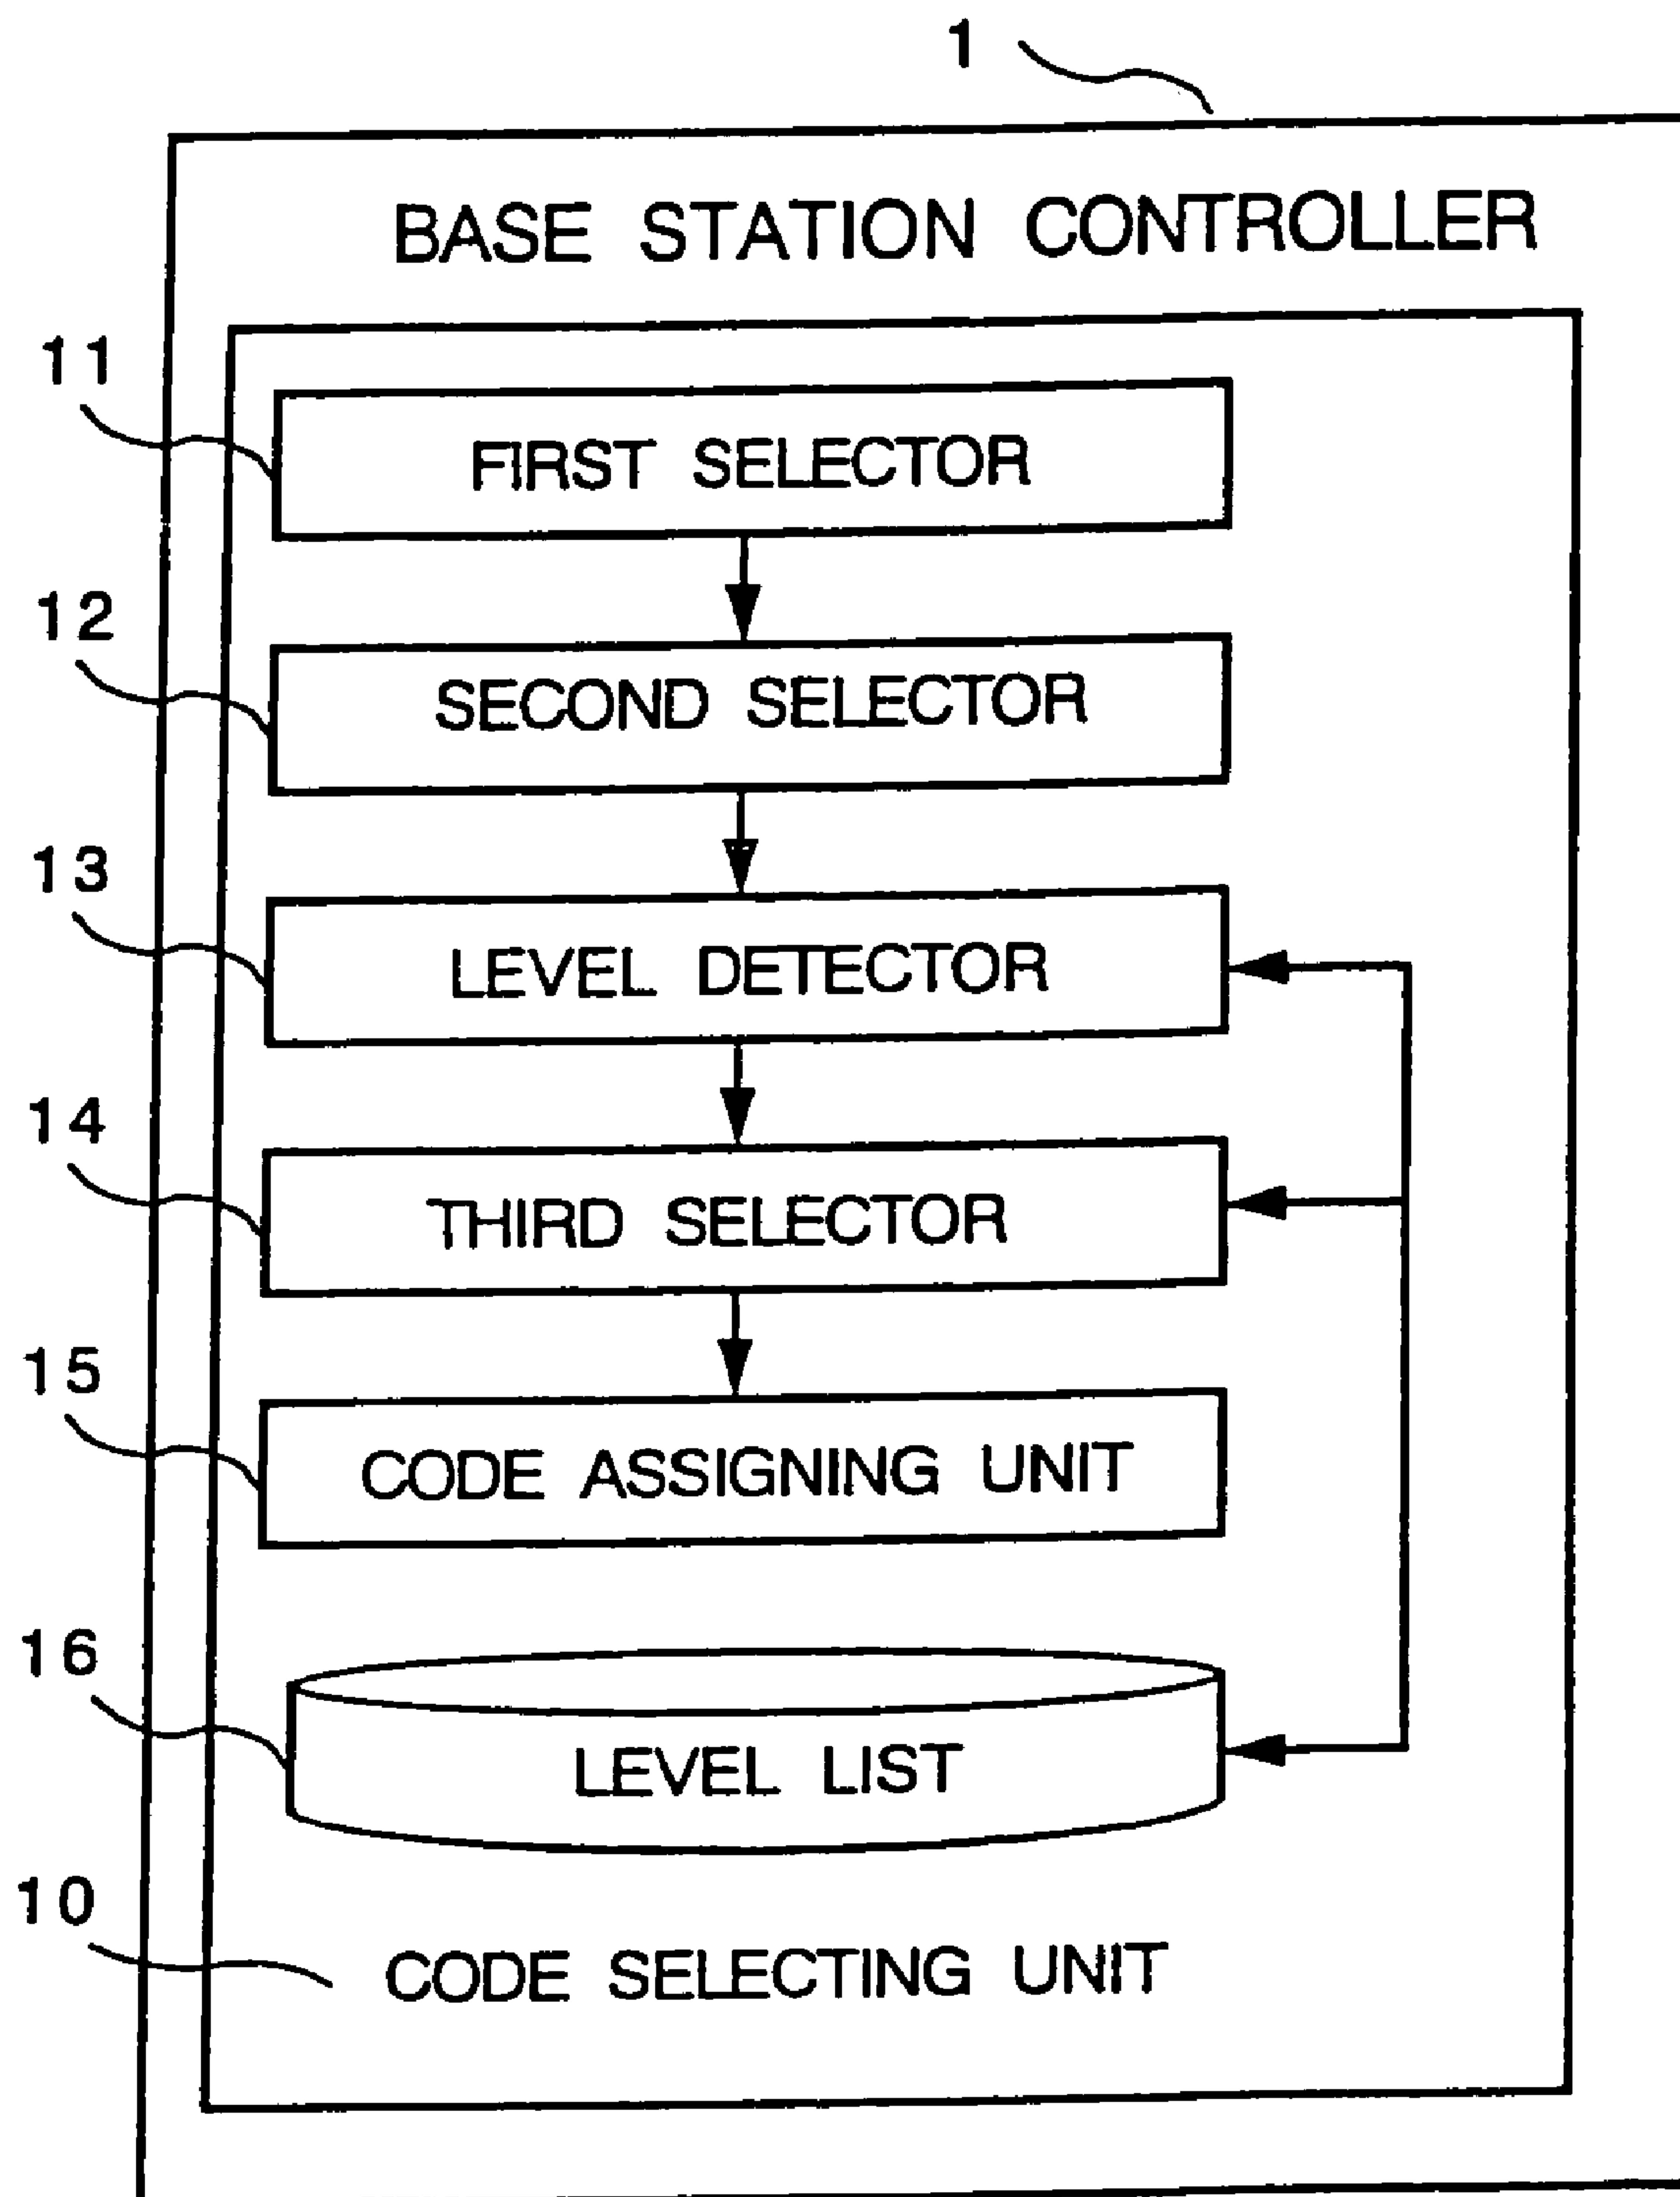 1
BASE STATION CONTROLLER
11
FIRST SELECTOR
12
SECOND SELECTOR
13
LEVEL DETECTOR
14
THIRD SELECTOR
15
CODE ASSIGNING UNIT
16
LEVEL LIST
10
CODE SELECTING UNIT